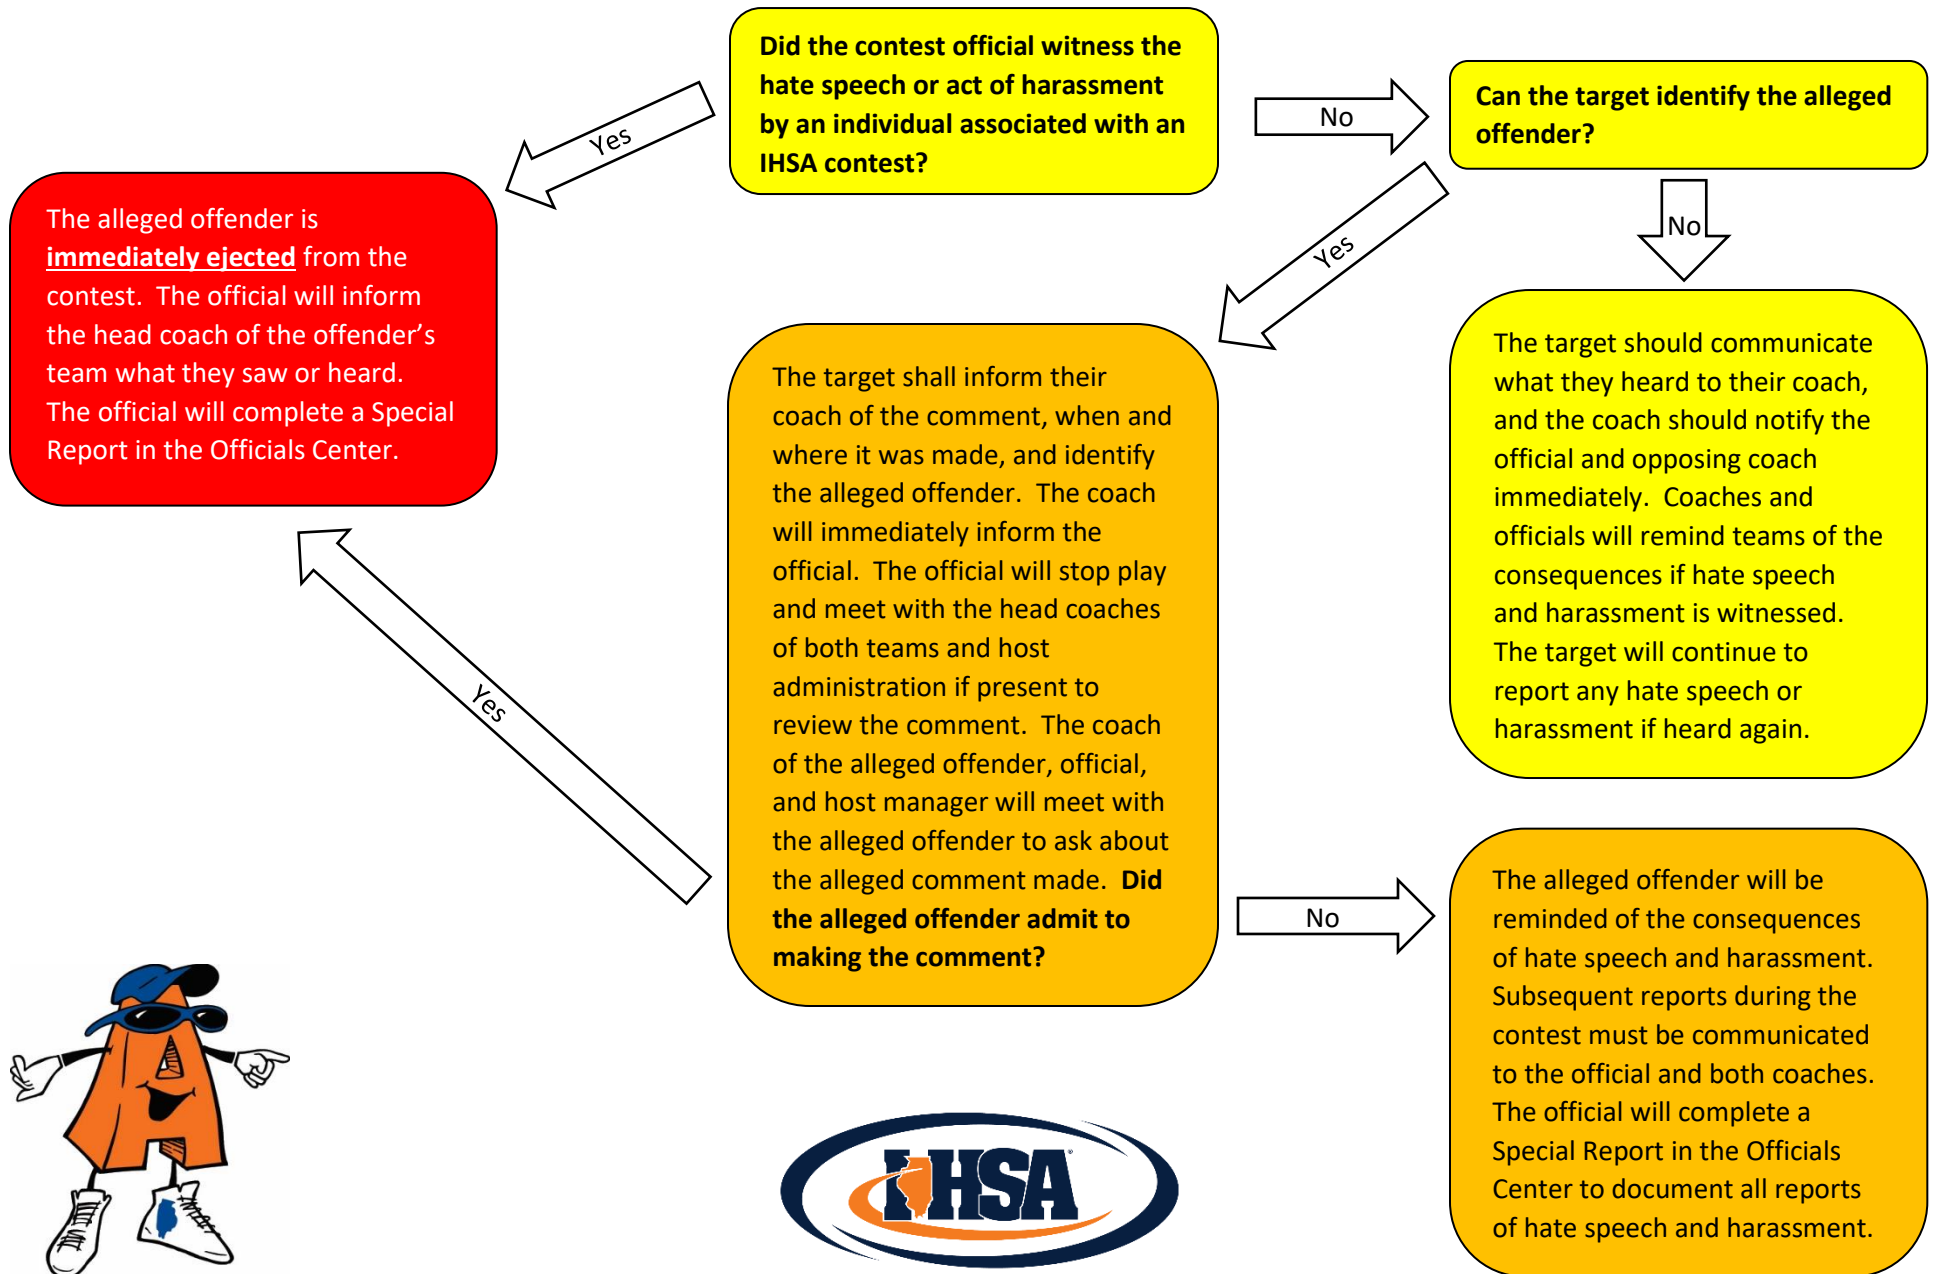 Did the contest official witness the
hate speech or act of harassment
by an individual associated with an
IHSA contest?
No
Can the target identify the alleged
offender?
Yes
The alleged offender is
immediately ejected from the
contest.  The official will inform
the head coach of the offender’s
team what they saw or heard.
The official will complete a Special
Report in the Officials Center.
Yes
No
The target shall inform their
coach of the comment, when and
where it was made, and identify
the alleged offender.  The coach
will immediately inform the
official.  The official will stop play
and meet with the head coaches
of both teams and host
administration if present to
review the comment.  The coach
of the alleged offender, official,
and host manager will meet with
the alleged offender to ask about
the alleged comment made.  Did
the alleged offender admit to
making the comment?
The target should communicate
what they heard to their coach,
and the coach should notify the
official and opposing coach
immediately.  Coaches and
officials will remind teams of the
consequences if hate speech
and harassment is witnessed.
The target will continue to
report any hate speech or
harassment if heard again.
Yes
No
The alleged offender will be
reminded of the consequences
of hate speech and harassment.
Subsequent reports during the
contest must be communicated
to the official and both coaches.
The official will complete a
Special Report in the Officials
Center to document all reports
of hate speech and harassment.
A
IHSA®